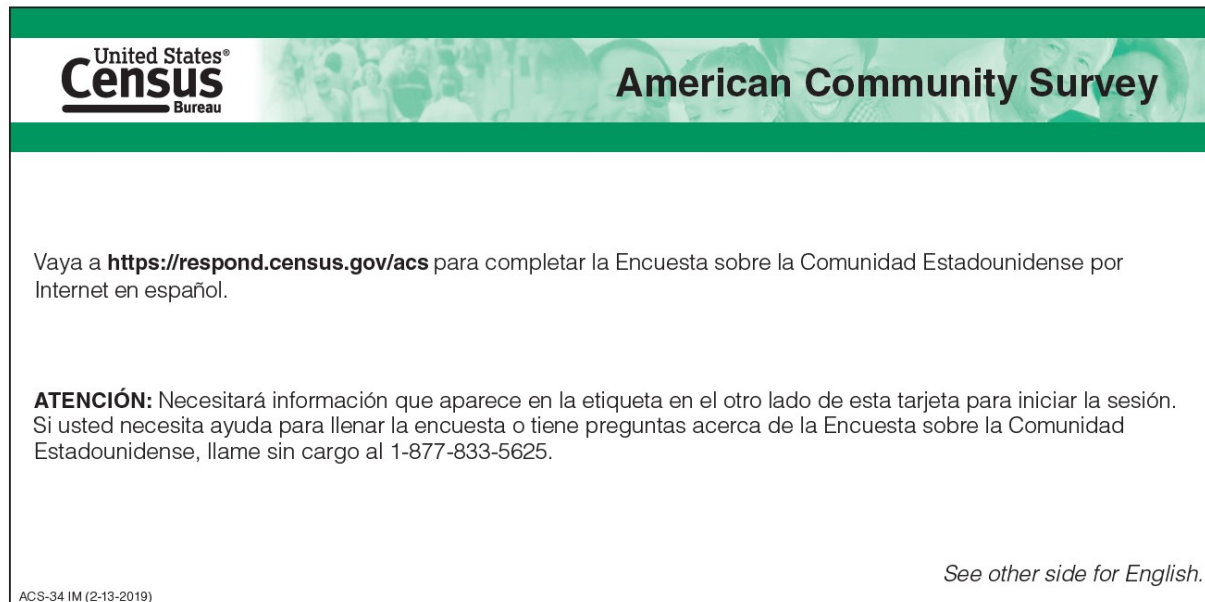 United States®
Census
Bureau
American Community Survey
Vaya a https://respond.census.gov/acs para completar la Encuesta sobre la Comunidad Estadounidense por
Internet en español.
ATENCIÓN: Necesitará información que aparece en la etiqueta en el otro lado de esta tarjeta para iniciar la sesión.
Si usted necesita ayuda para llenar la encuesta o tiene preguntas acerca de la Encuesta sobre la Comunidad
Estadounidense, llame sin cargo al 1-877-833-5625.
See other side for English.
ACS-34 IM (2-13-2019)